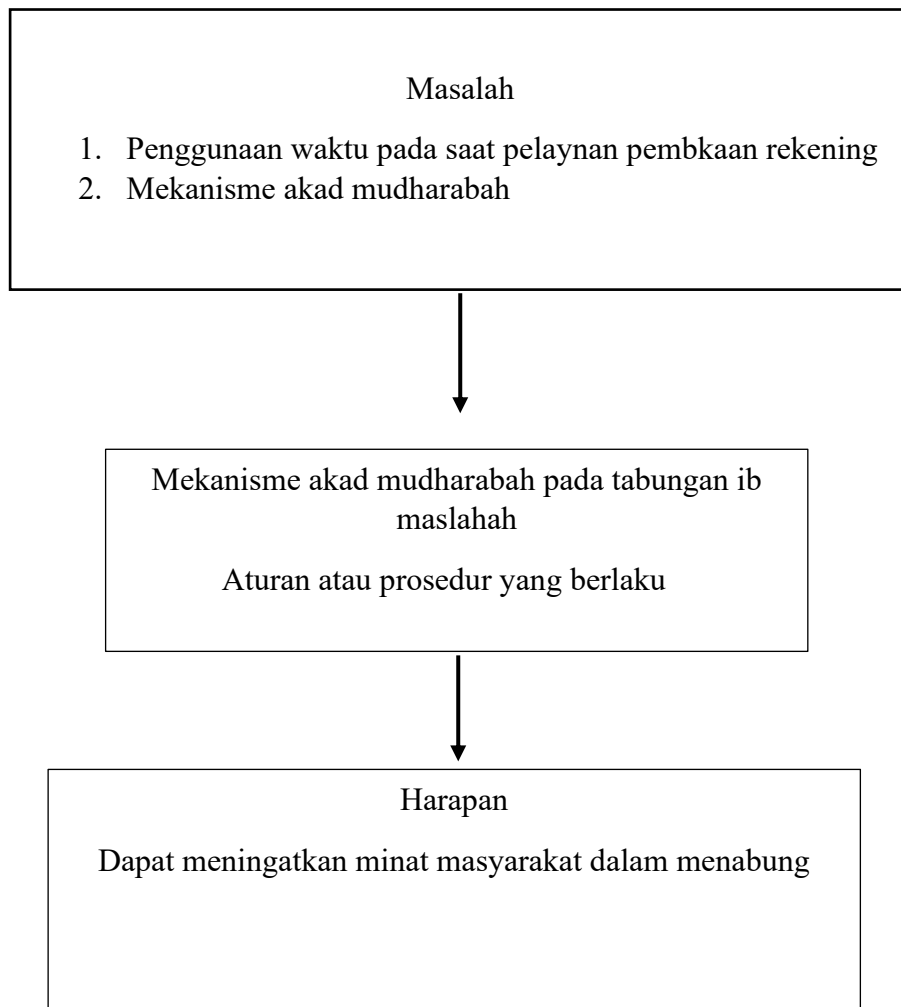 Masalah
1. Penggunaan waktu pada saat pelaynan pembkaan rekening
2. Mekanisme akad mudharabah
Mekanisme akad mudharabah pada tabungan ib
maslahah
Aturan atau prosedur yang berlaku
Harapan
Dapat meningatkan minat masyarakat dalam menabung